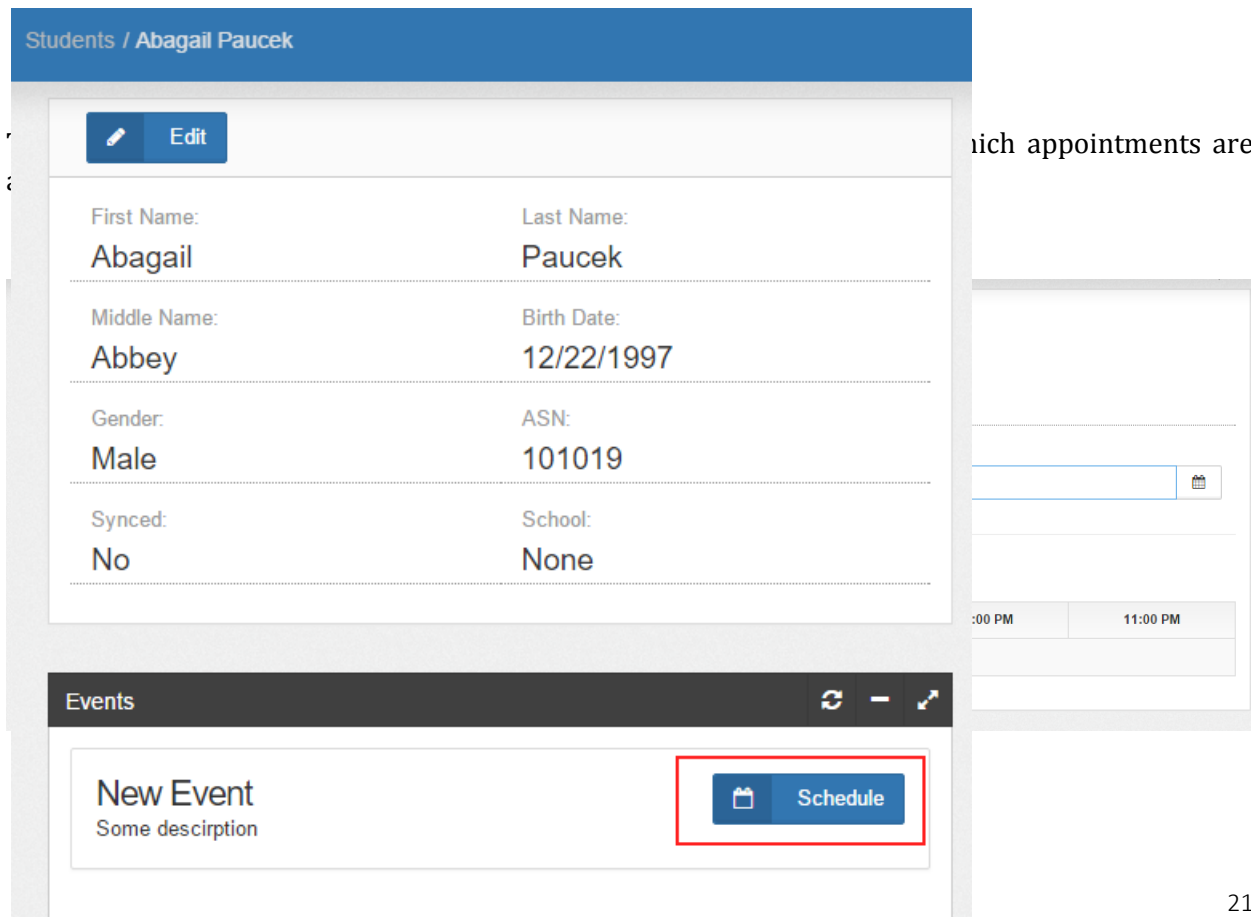 Students / Abagail Paucek
Edit
appointments are
First Name:
Last Name:
Abagail
Paucek
Middle Name:
Birth Date:
Abbey
12/22/1997
Gender:
ASN:
Male
101019
Synced:
School:
No
None
:00 PM
11:00 PM
Events
New Event
Schedule
Some descirption
21